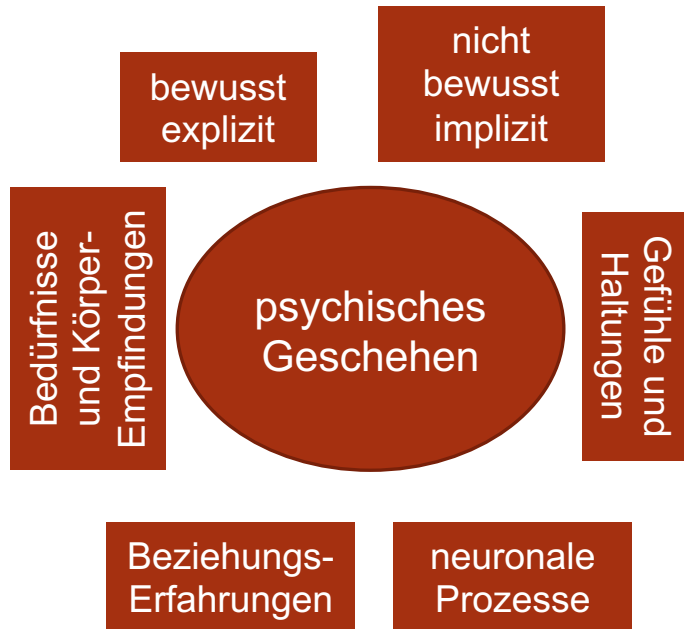 bewusst
explizit
nicht
bewusst
implizit
Bedürfnisse
und Körper-
Empfindungen
psychisches
Geschehen
Gefühle und
Haltungen
Beziehungs-
Erfahrungen
neuronale
Prozesse